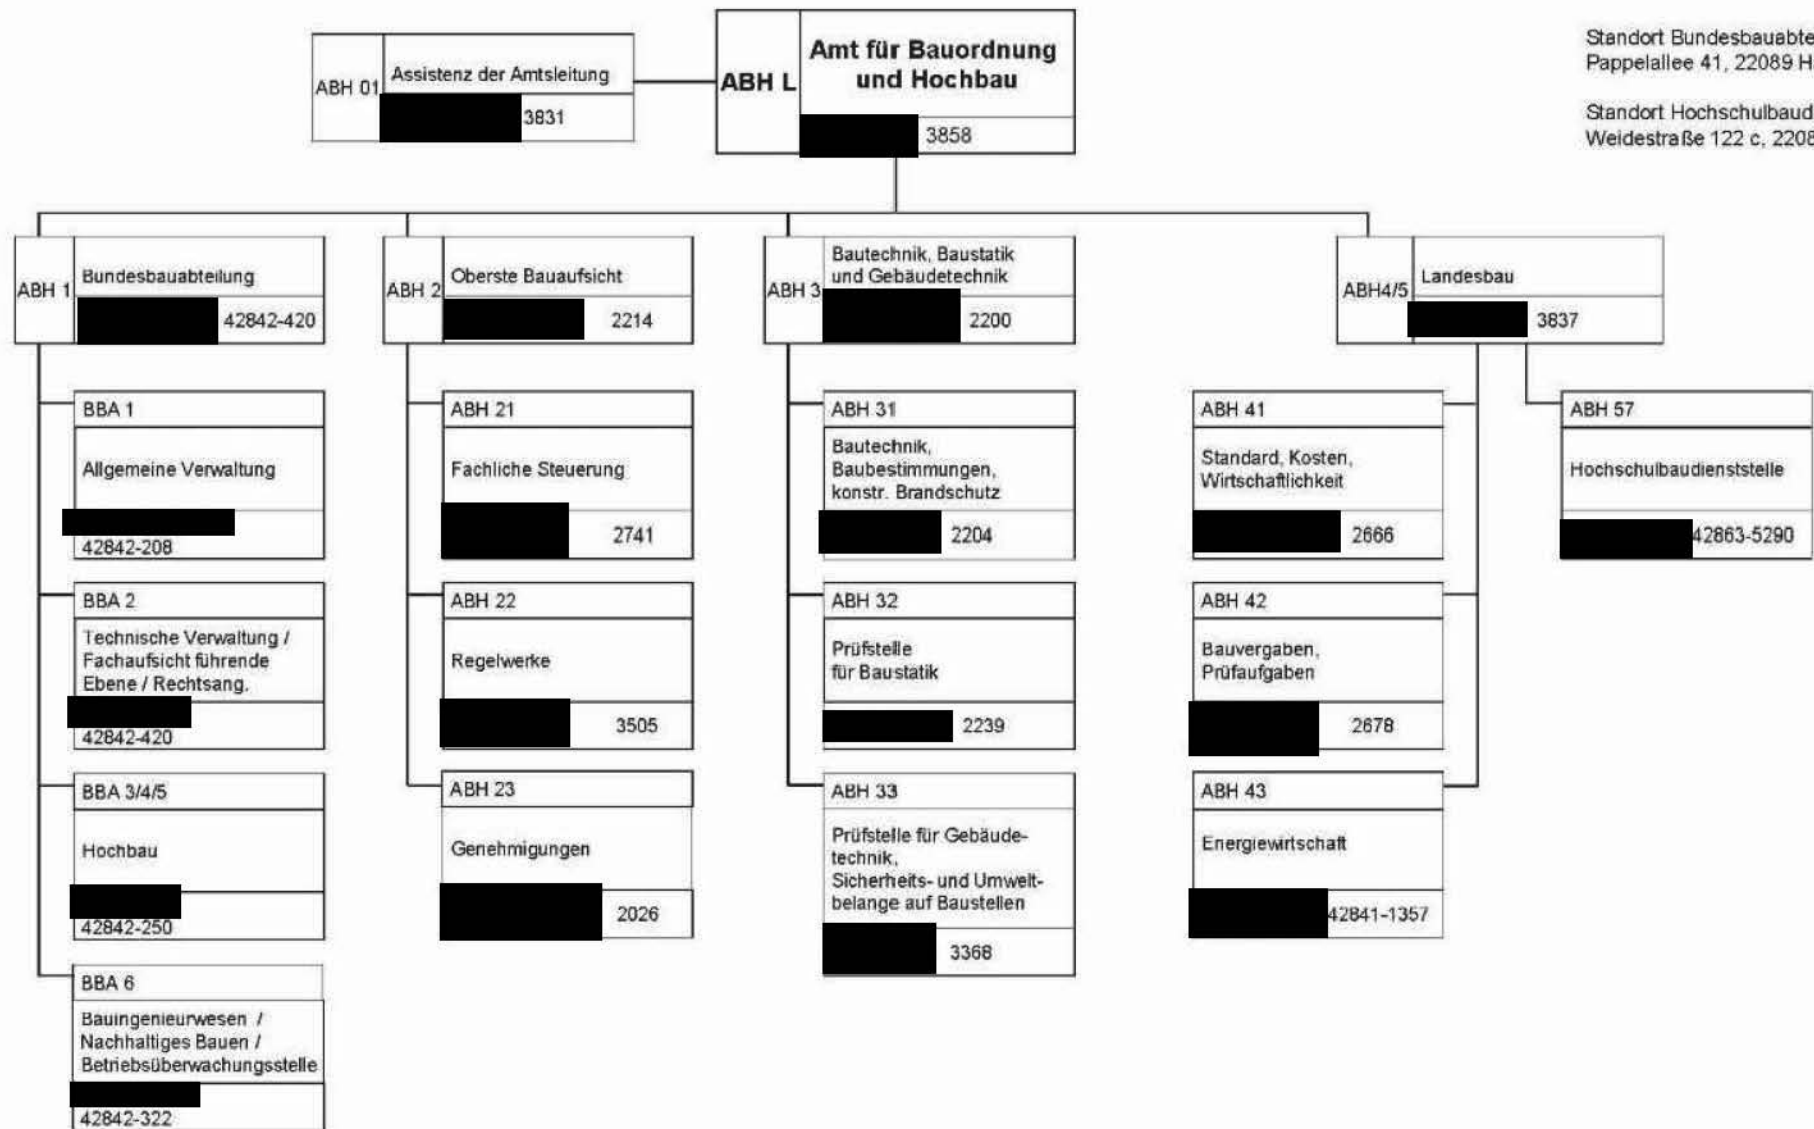 Amt für Bauordnung
und Hochbau
ABH L
3858
ABH 01
Assistenz der Amtsleitung
3831
Standort Bundesbauabte
Pappelallee 41, 22089 H
Standort Hochschulbaud
Weidestraße 122 c, 2208
ABH 1
Bundesbauabteilung
42842-420
BBA 1
Allgemeine Verwaltung
42842-208
BBA 2
Technische Verwaltung /
Fachaufsicht führende
Ebene / Rechtsang.
42842-420
BBA 3/4/5
Hochbau
42842-250
BBA 6
Bauingenieurwesen /
Nachhaltiges Bauen /
Betriebsüberwachungsstelle
42842-322
ABH 2
Oberste Bauaufsicht
2214
ABH 21
Fachliche Steuerung
2741
ABH 22
Regelwerke
3505
ABH 23
Genehmigungen
2026
ABH 3
Bautechnik, Baustatik
und Gebäudetechnik
2200
ABH 31
Bautechnik,
Baubestimmungen,
konstr. Brandschutz
2204
ABH 32
Prüfstelle
für Baustatik
2239
ABH 33
Prüfstelle für Gebäude-
technik,
Sicherheits- und Umwelt-
belange auf Baustellen
3368
ABH4/5
Landesbau
3837
ABH 41
Standard, Kosten,
Wirtschaftlichkeit
2666
ABH 42
Bauvergaben,
Prüfaufgaben
2678
ABH 43
Energiewirtschaft
42841-1357
ABH 57
Hochschulbaudienststelle
42863-5290